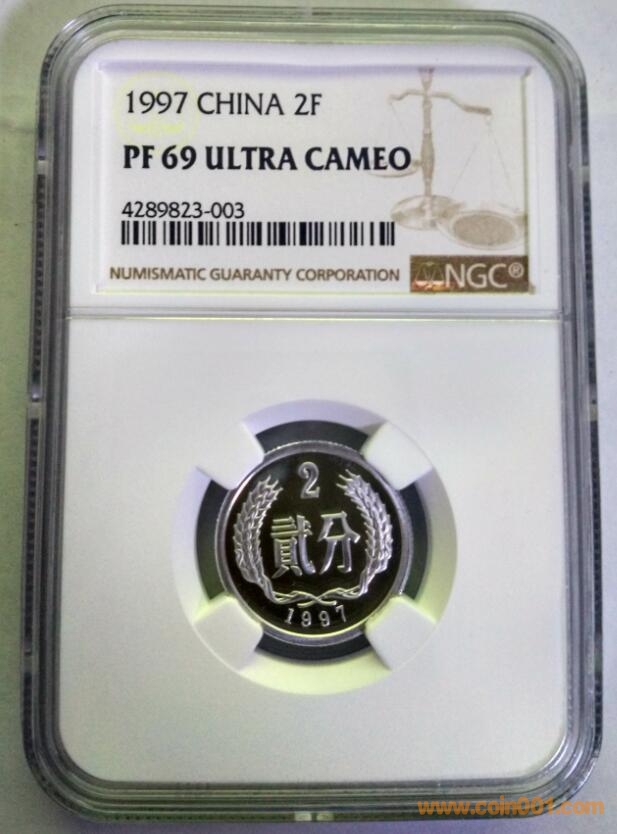 1997 CHINA 2F
PF 69 ULTRA CAMEO
4289823-003
NUMISMATIC GUARANTY CORPORATION
NGC®
2
貳分
1997
www.coin001.com